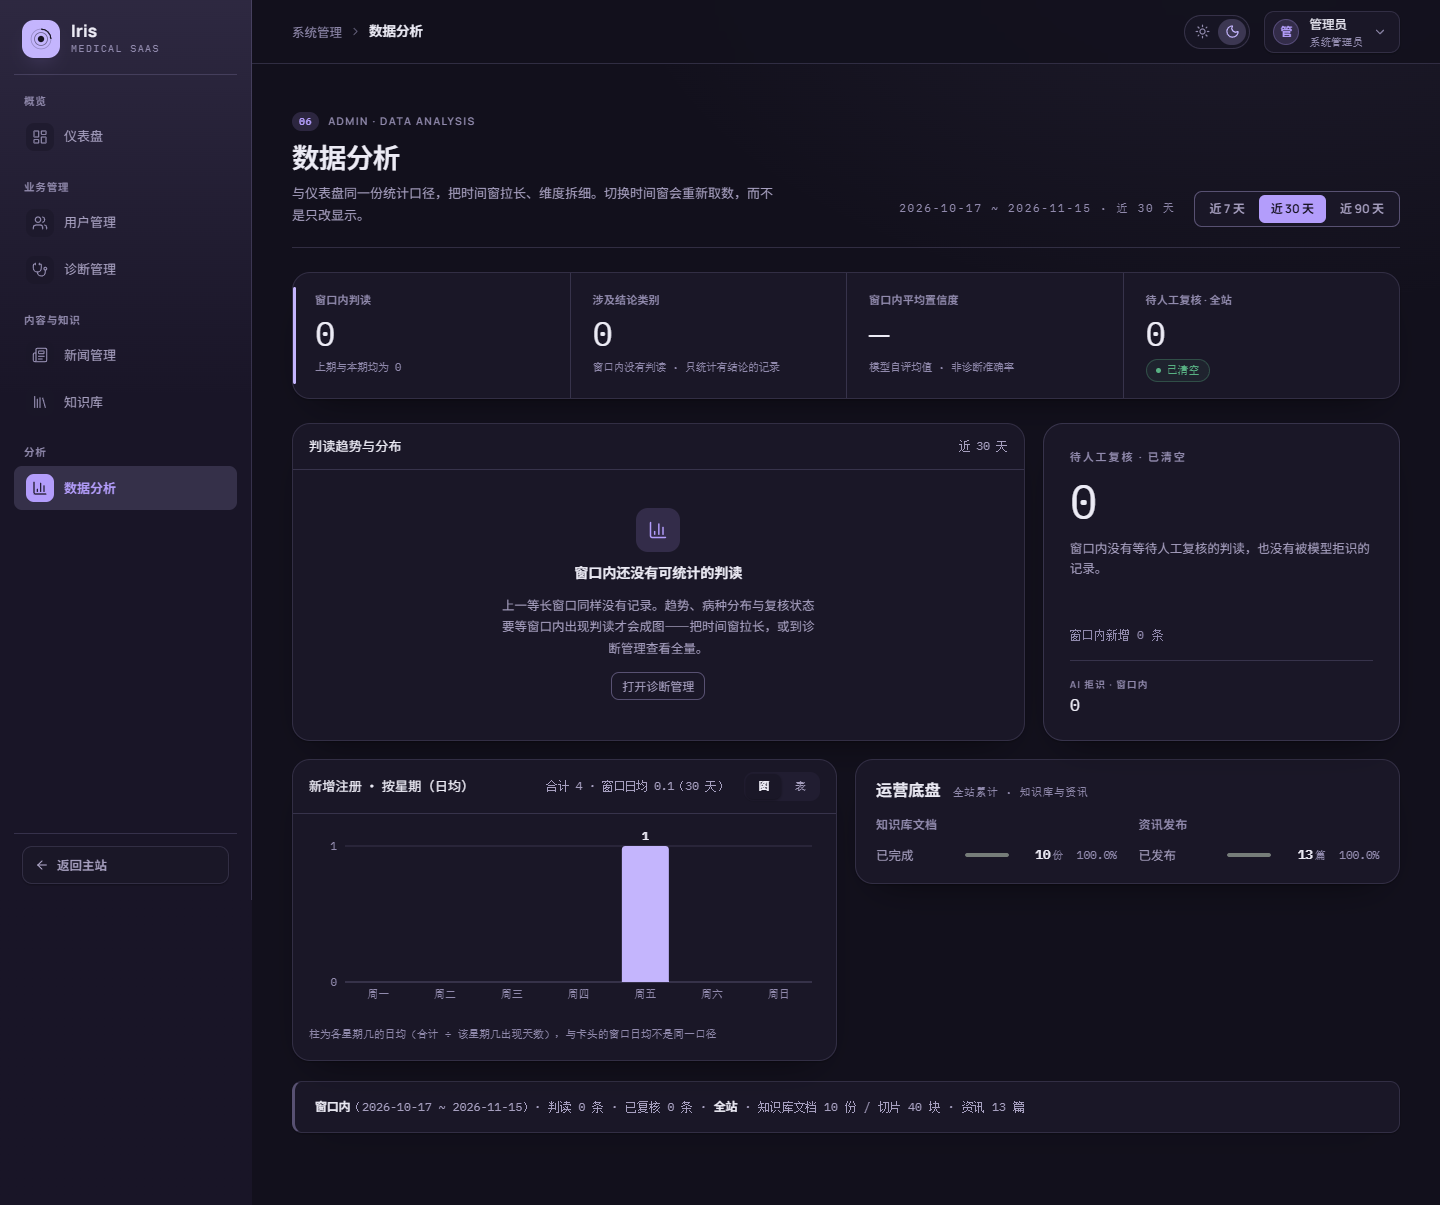 Iris
MEDICAL SAAS
概览
仪表盘
业务管理
用户管理
诊断管理
内容与知识
新闻管理
知识库
分析
数据分析
返回主站
系统管理
数据分析
管
管理员
系统管理员
06 ADMIN · DATA ANALYSIS
数据分析
与仪表盘同一份统计口径，把时间窗拉长、维度拆细。切换时间窗会重新取数，而不
是只改显示。
2026-10-17 ~ 2026-11-15 · 近 30 天
近 7 天
近 30 天
近 90 天
窗口内判读
0
上期与本期均为 0
涉及结论类别
0
窗口内没有判读 · 只统计有结论的记录
窗口内平均置信度
—
模型自评均值 · 非诊断准确率
待人工复核 · 全站
0
已清空
判读趋势与分布
近 30 天
窗口内还没有可统计的判读
上一等长窗口同样没有记录。趋势、病种分布与复核状态
要等窗口内出现判读才会成图——把时间窗拉长，或到诊
断管理查看全量。
打开诊断管理
待人工复核 · 已清空
0
窗口内没有等待人工复核的判读，也没有被模型拒识的
记录。
窗口内新增 0 条
AI 拒识 · 窗口内
0
新增注册 · 按星期（日均）
合计 4 · 窗口日均 0.1（30 天）
图
表
1
1
0
周一
周二
周三
周四
周五
周六
周日
柱为各星期几的日均（合计 ÷ 该星期几出现天数），与卡头的窗口日均不是同一口径
运营底盘
全站累计 · 知识库与资讯
知识库文档
已完成
10 份
100.0%
资讯发布
已发布
13 篇
100.0%
窗口内（2026-10-17 ~ 2026-11-15）· 判读 0 条 · 已复核 0 条 · 全站 · 知识库文档 10 份 / 切片 40 块 · 资讯 13 篇